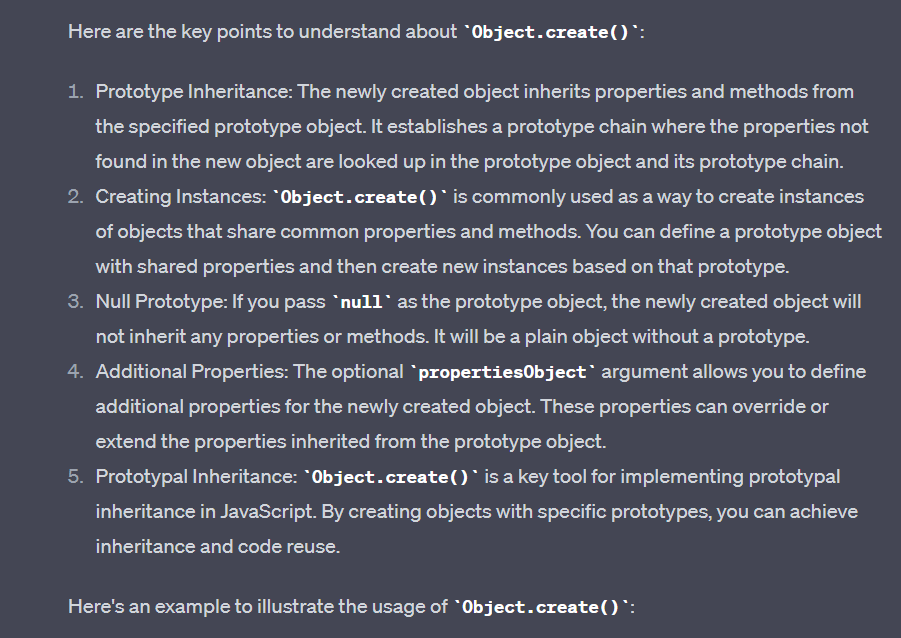 Here are the key points to understand about `Object.create()`:
1. Prototype Inheritance: The newly created object inherits properties and methods from
the specified prototype object. It establishes a prototype chain where the properties not
found in the new object are looked up in the prototype object and its prototype chain.
2. Creating Instances: `Object.create()` is commonly used as a way to create instances
of objects that share common properties and methods. You can define a prototype object
with shared properties and then create new instances based on that prototype.
3. Null Prototype: If you pass `null` as the prototype object, the newly created object will
not inherit any properties or methods. It will be a plain object without a prototype.
4. Additional Properties: The optional `propertiesObject` argument allows you to define
additional properties for the newly created object. These properties can override or
extend the properties inherited from the prototype object.
5. Prototypal Inheritance: `Object.create()` is a key tool for implementing prototypal
inheritance in JavaScript. By creating objects with specific prototypes, you can achieve
inheritance and code reuse.
Here's an example to illustrate the usage of `Object.create()`: